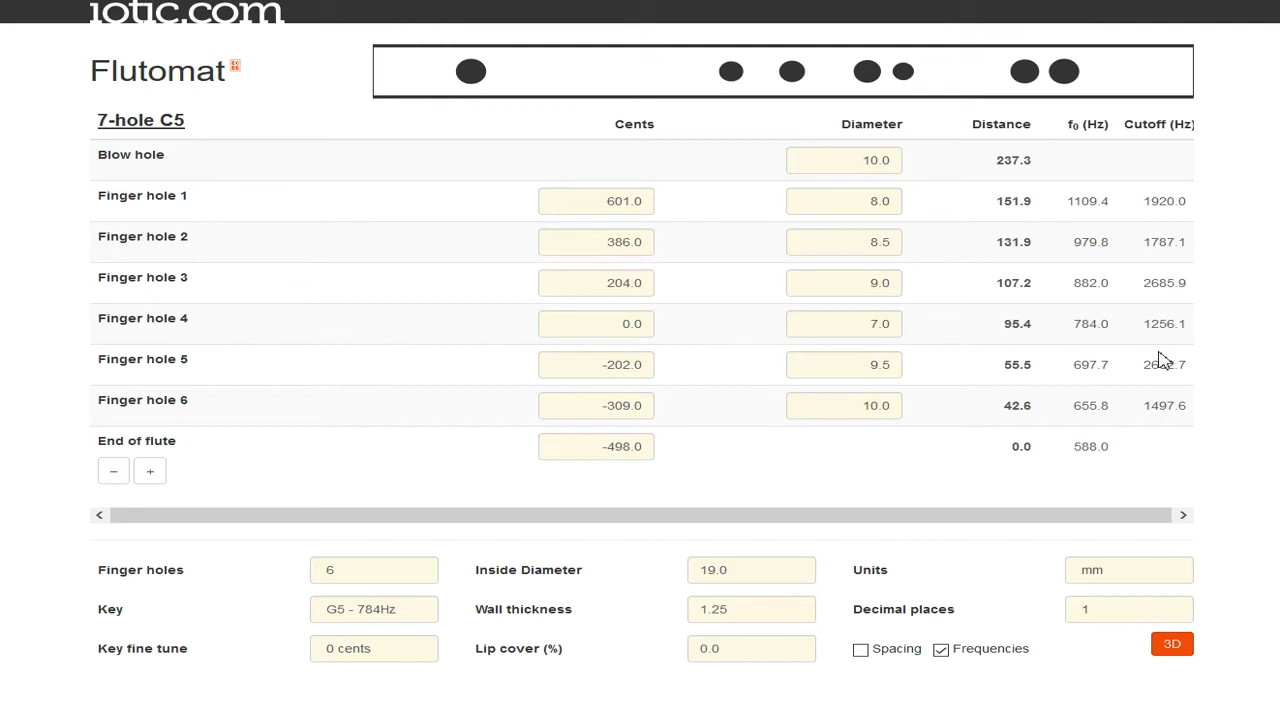 iotic.com
Flutomat
7-hole C5
Cents Diameter Distance f₀ (Hz) Cutoff (Hz)
Blow hole 10.0 237.3
Finger hole 1 601.0 8.0 151.9 1109.4 1920.0
Finger hole 2 386.0 8.5 131.9 979.8 1787.1
Finger hole 3 204.0 9.0 107.2 882.0 2685.9
Finger hole 4 0.0 7.0 95.4 784.0 1256.1
Finger hole 5 -202.0 9.5 55.5 697.7
Finger hole 6 -309.0 10.0 42.6 655.8 1497.6
End of flute -498.0 0.0 588.0
− +
< >
Finger holes 6 Inside Diameter 19.0 Units mm
Key G5 - 784Hz Wall thickness 1.25 Decimal places 1
Key fine tune 0 cents Lip cover (%) 0.0 Spacing Frequencies 3D